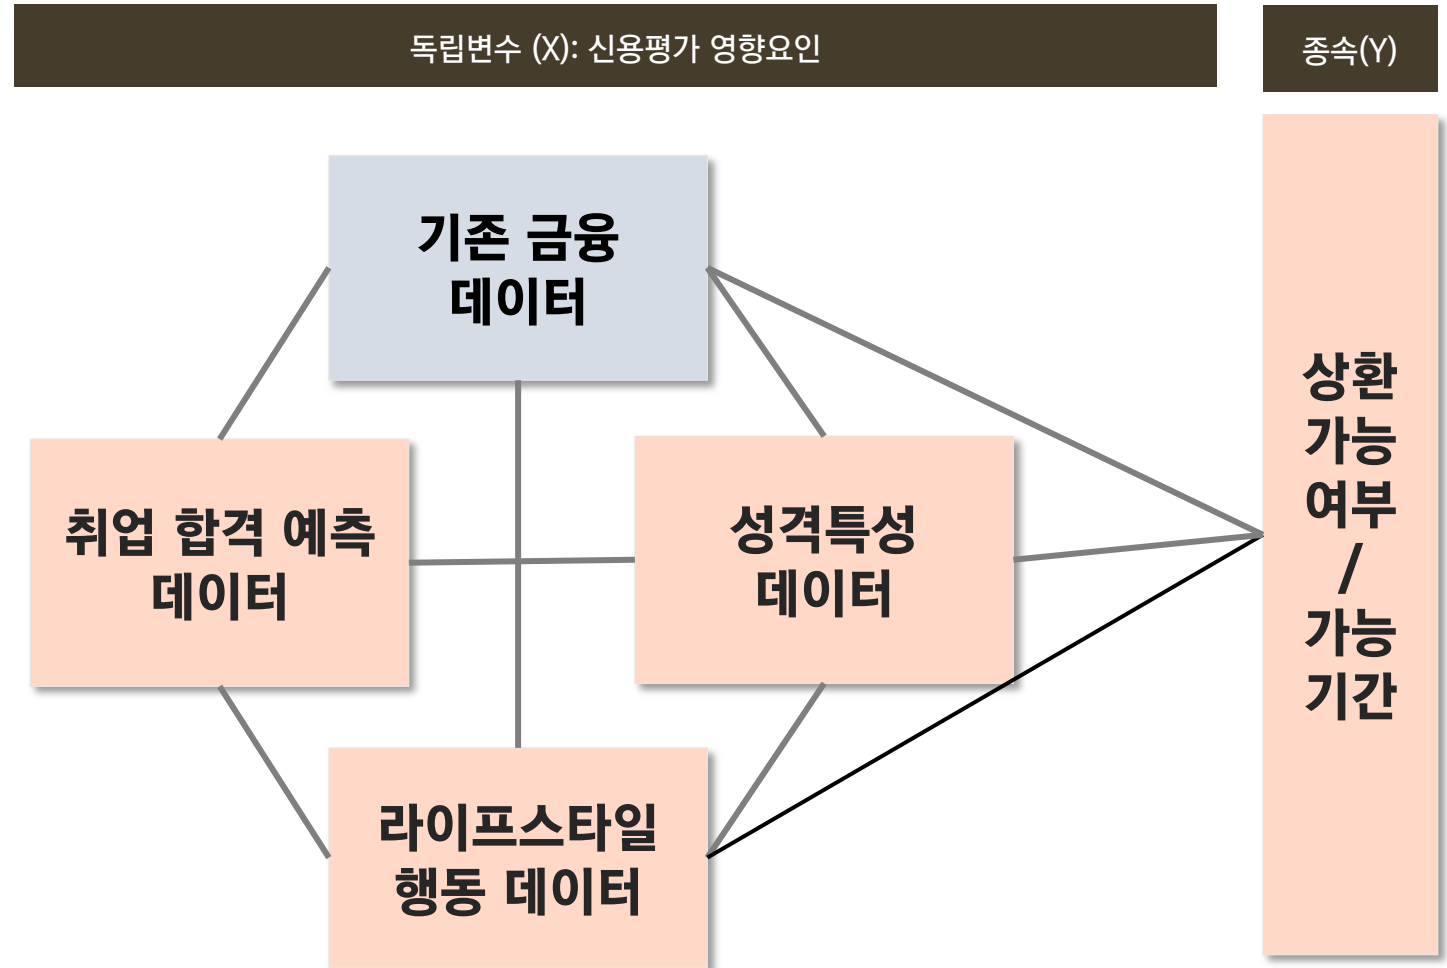 독립변수 (X): 신용평가 영향요인
종속(Y)
기존 금융
데이터
취업 합격 예측
데이터
성격특성
데이터
라이프스타일
행동 데이터
상환
가능
여부
/
가능
기간